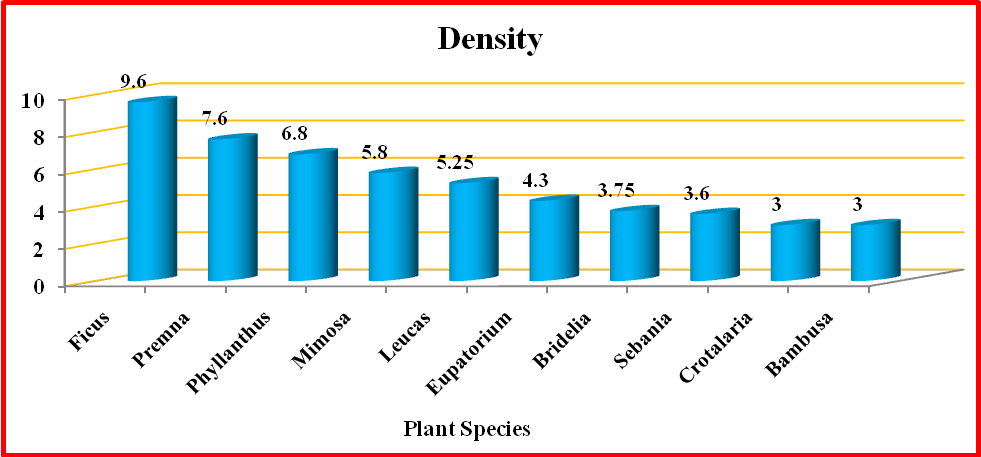 Density
9.6
7.6
6.8
5.8
5.25
4.3
3.75
3.6
3
3
10
8
6
4
2
0
Ficus
Premna
Phyllanthus
Mimosa
Leucas
Eupatorium
Bridelia
Sebania
Crotalaria
Bambusa
Plant Species